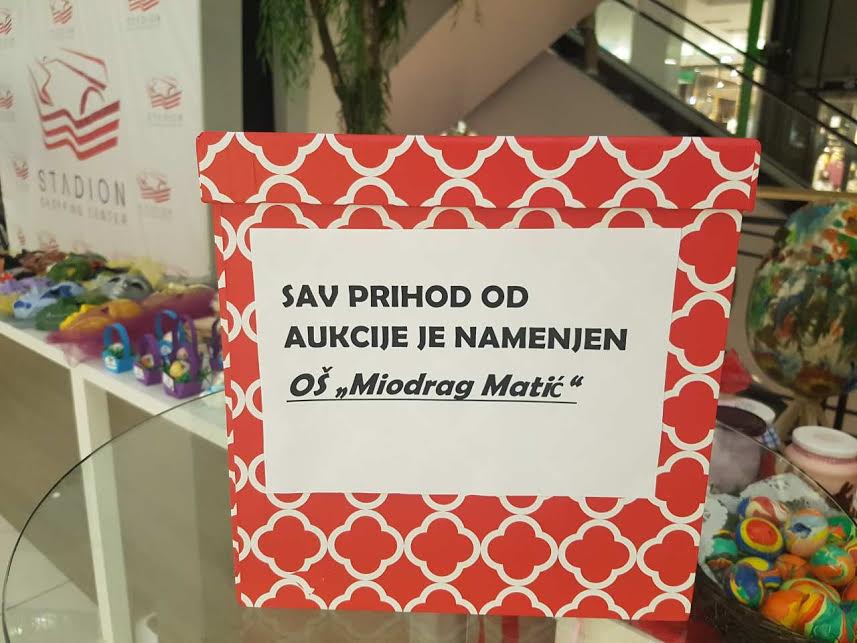 STADION
SHOPPING CENTER
SAV PRIHOD OD
AUKCIJE JE NAMENJEN
OŠ „Miodrag Matić“